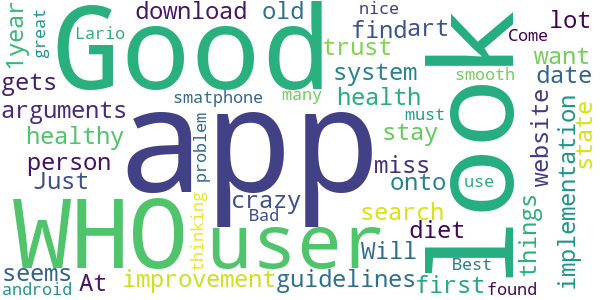 download old nice
1year great Lario Good find art lot
trust Come want
gets system smooth date
smatphone many health
arguments app look must
healthy problem stay website
person miss state
Just crazy onto use implementation
WHO user Bad search things
thinking diet
seems At Will Best
android improvement guidelines first found